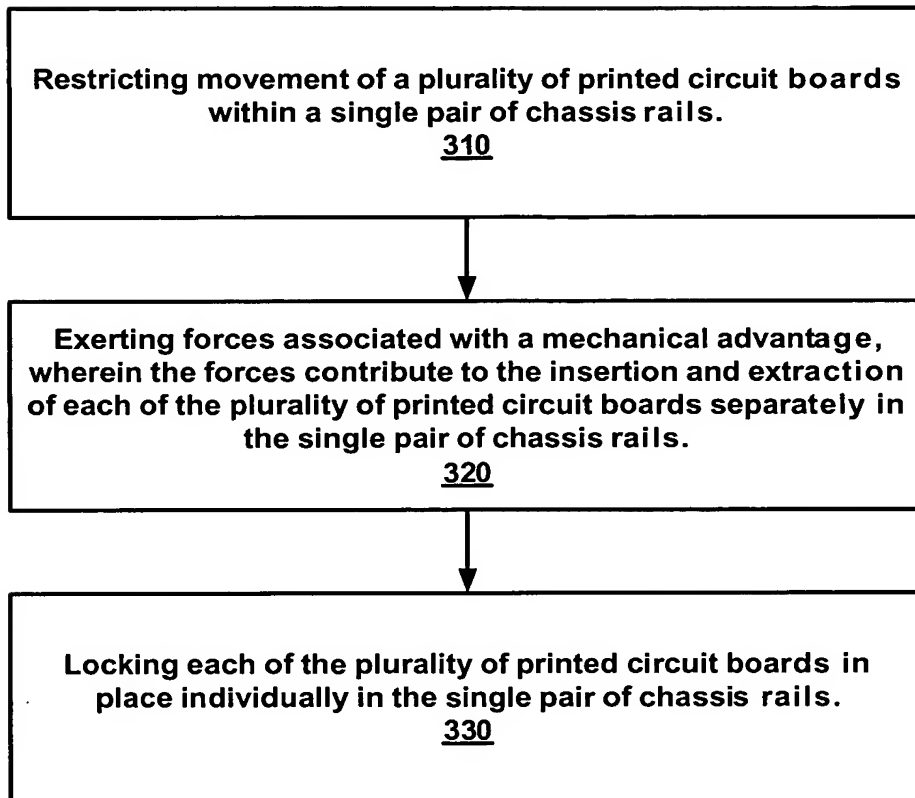 Restricting movement of a plurality of printed circuit boards
within a single pair of chassis rails.
310
Exerting forces associated with a mechanical advantage,
wherein the forces contribute to the insertion and extraction
of each of the plurality of printed circuit boards separately in
the single pair of chassis rails.
320
Locking each of the plurality of printed circuit boards in
place individually in the single pair of chassis rails.
330